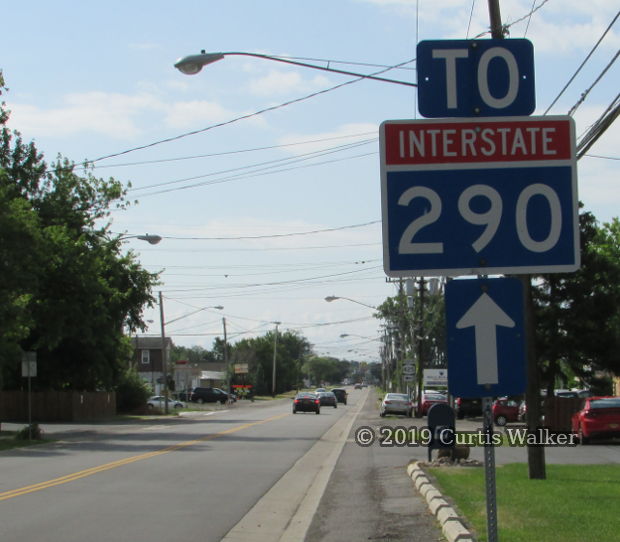 TO
INTERSTATE
290
© 2019 Curtis Walker